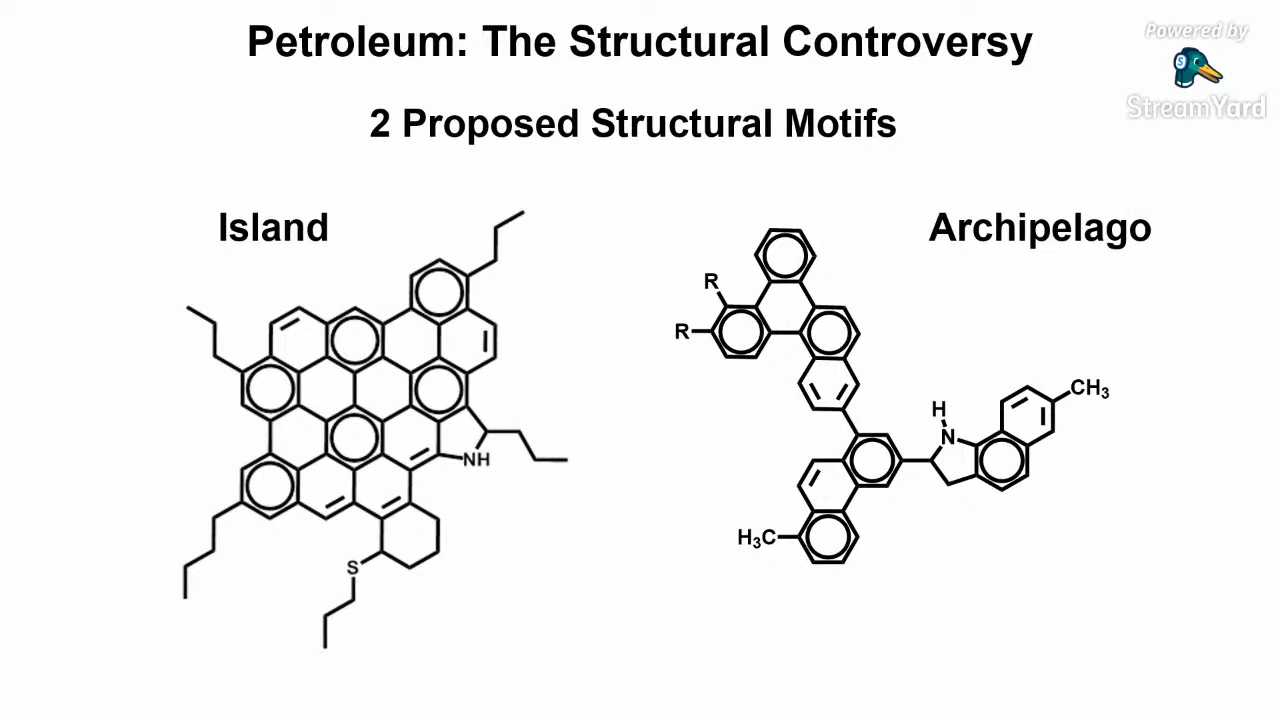 Petroleum: The Structural Controversy
Powered by
StreamYard
2 Proposed Structural Motifs
Island
Archipelago
R
R
NH
S
H
N
CH3
H3C